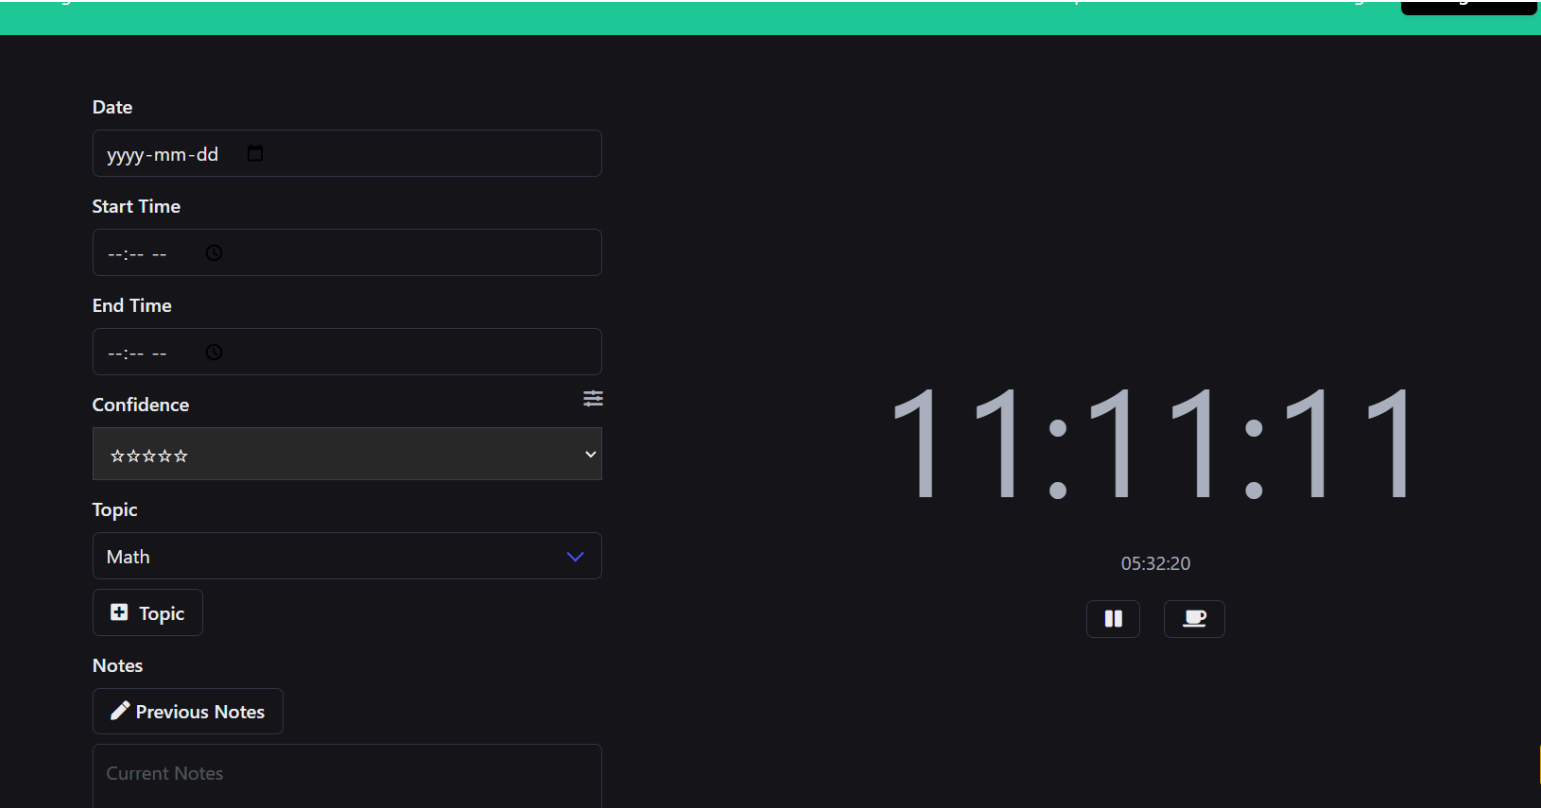 Date
yyyy-mm-dd
Start Time
--:-- --
End Time
--:-- --
Confidence
☆☆☆☆☆
Topic
Math
Topic
Notes
Previous Notes
Current Notes
11:11:11
05:32:20